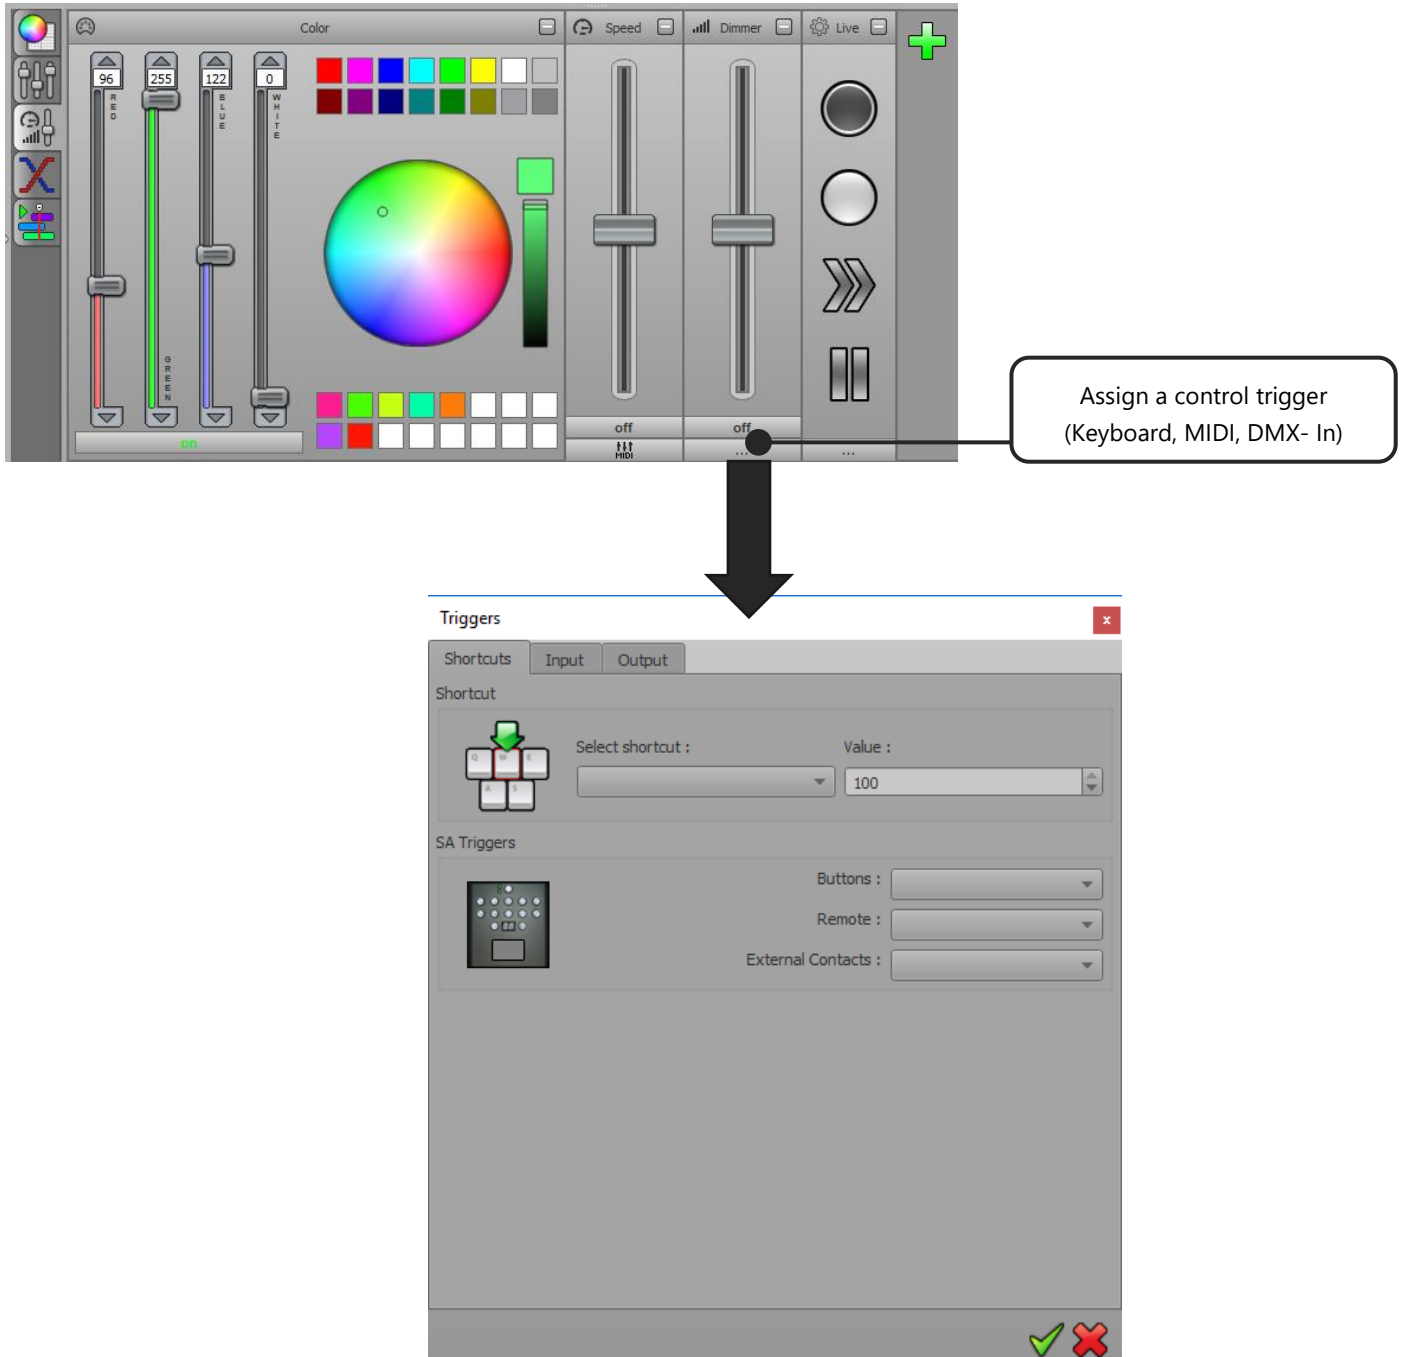 Color
Speed
Dimmer
Live
96
255
122
0
RED
GREEN
BLUE
WHITE
on
off
off
MIDI
...
...
Assign a control trigger
(Keyboard, MIDI, DMX- In)
Triggers
x
Shortcuts
Input
Output
Shortcut
Q
W
E
A
S
Select shortcut :
Value :
100
SA Triggers
Buttons :
Remote :
External Contacts :